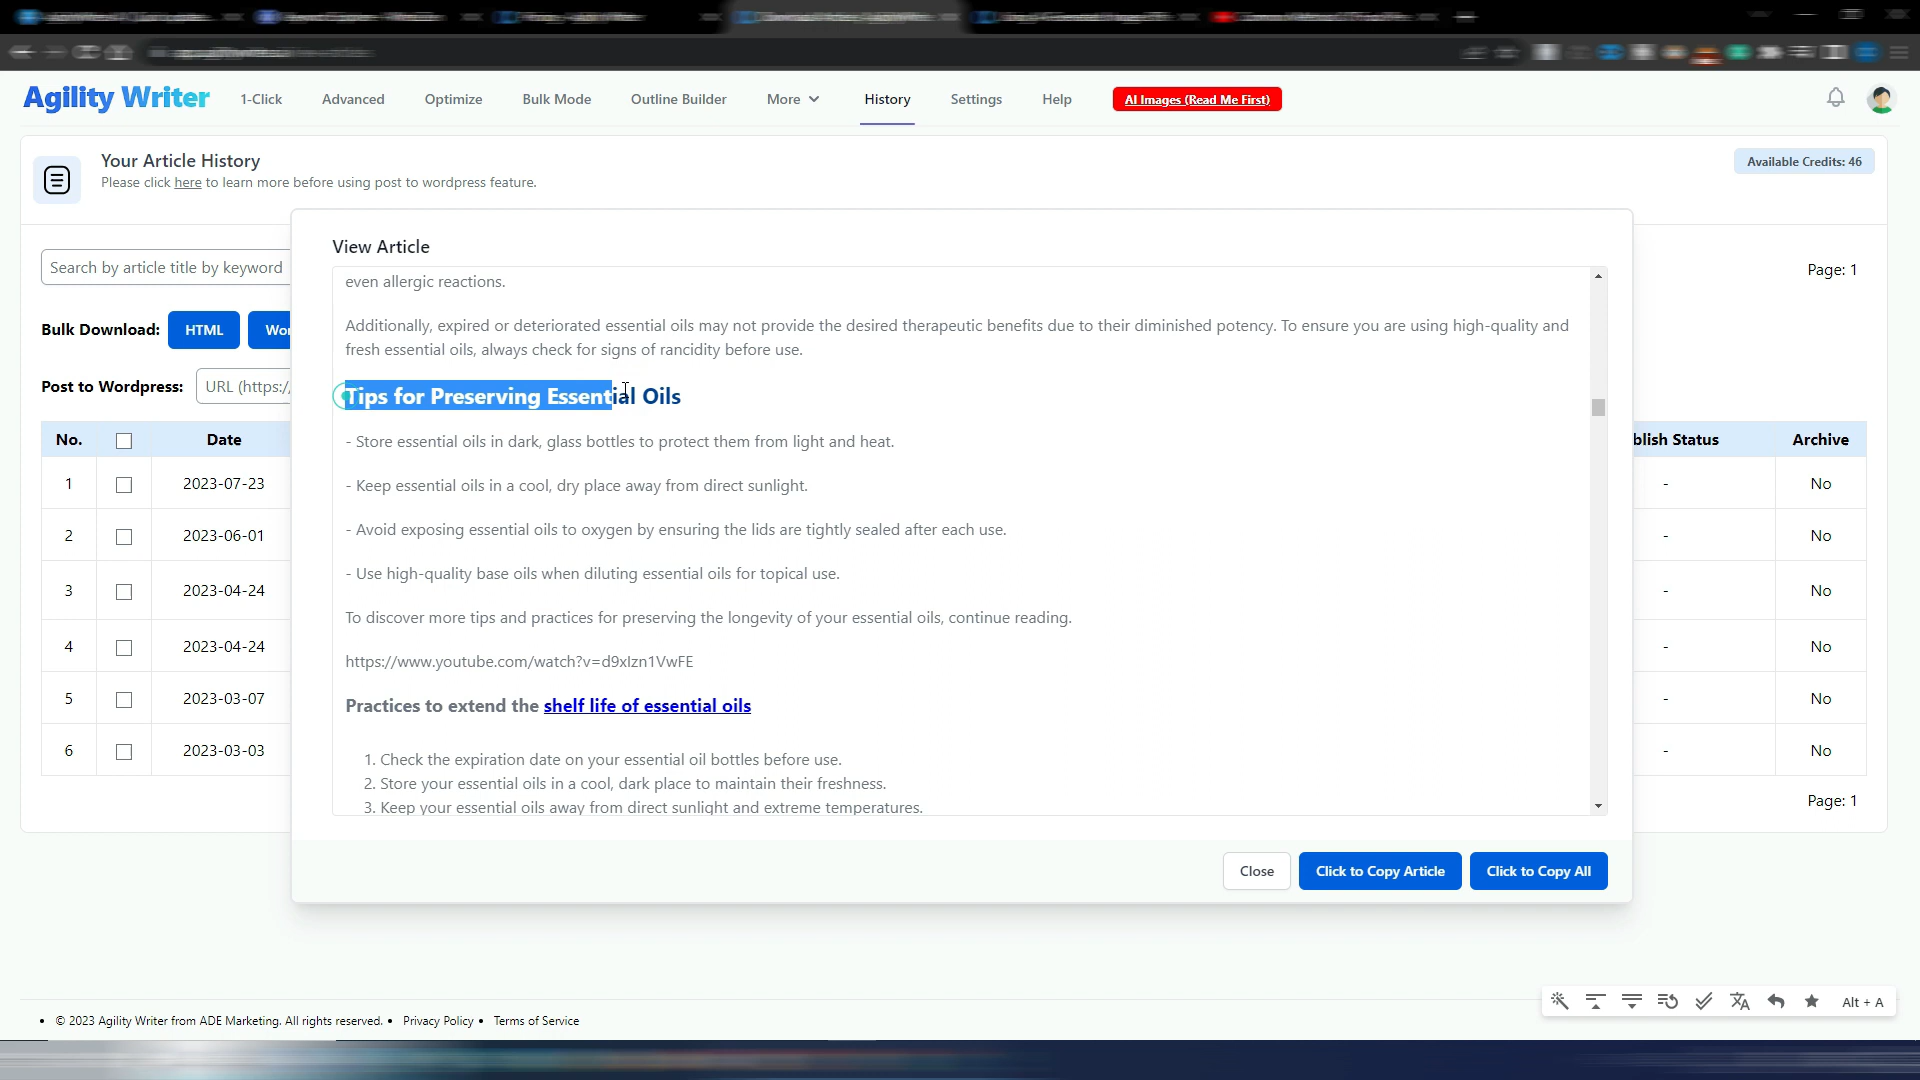 Agility Writer
1-Click
Advanced
Optimize
Bulk Mode
Outline Builder
More
History
Settings
Help
AI Images (Read Me First)
Your Article History
Please click here to learn more before using post to wordpress feature.
Available Credits: 46
Search by article title by keyword
Page: 1
Bulk Download:
HTML
Post to Wordpress:
URL (https:/
No.
Date
blish Status
Archive
1
2023-07-23
-
No
2
2023-06-01
-
No
3
2023-04-24
-
No
4
2023-04-24
-
No
5
2023-03-07
-
No
6
2023-03-03
-
No
Page: 1
View Article
even allergic reactions.
Additionally, expired or deteriorated essential oils may not provide the desired therapeutic benefits due to their diminished potency. To ensure you are using high-quality and
fresh essential oils, always check for signs of rancidity before use.
Tips for Preserving Essential Oils
- Store essential oils in dark, glass bottles to protect them from light and heat.
- Keep essential oils in a cool, dry place away from direct sunlight.
- Avoid exposing essential oils to oxygen by ensuring the lids are tightly sealed after each use.
- Use high-quality base oils when diluting essential oils for topical use.
To discover more tips and practices for preserving the longevity of your essential oils, continue reading.
https://www.youtube.com/watch?v=d9xlzn1VwFE
Practices to extend the shelf life of essential oils
1. Check the expiration date on your essential oil bottles before use.
2. Store your essential oils in a cool, dark place to maintain their freshness.
3. Keep your essential oils away from direct sunlight and extreme temperatures.
Close
Click to Copy Article
Click to Copy All
Alt + A
• © 2023 Agility Writer from ADE Marketing. All rights reserved. • Privacy Policy • Terms of Service